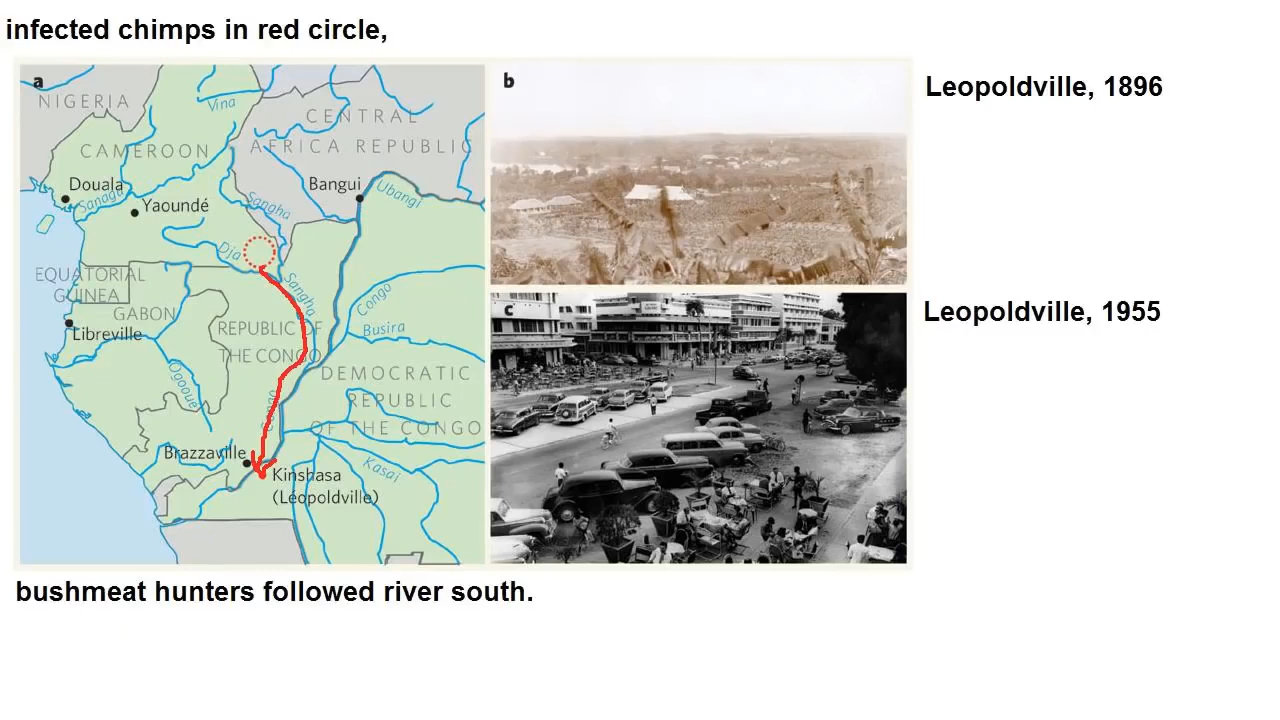 infected chimps in red circle,
a
b
Leopoldville, 1896
NIGERIA
Vina
CENTRAL
AFRICA REPUBLIC
CAMEROON
Douala
Bangui
Ubangi
Sanaga
Yaoundé
Sangha
Dja
EQUATORIAL
GUINEA
Sangha
Congo
GABON
c
Leopoldville, 1955
Libreville
REPUBLIC OF
THE CONGO
Busira
Ogooué
DEMOCRATIC
REPUBLIC
OF THE CONGO
Congo
Brazzaville
Kasai
Kinshasa
(Léopoldville)
bushmeat hunters followed river south.